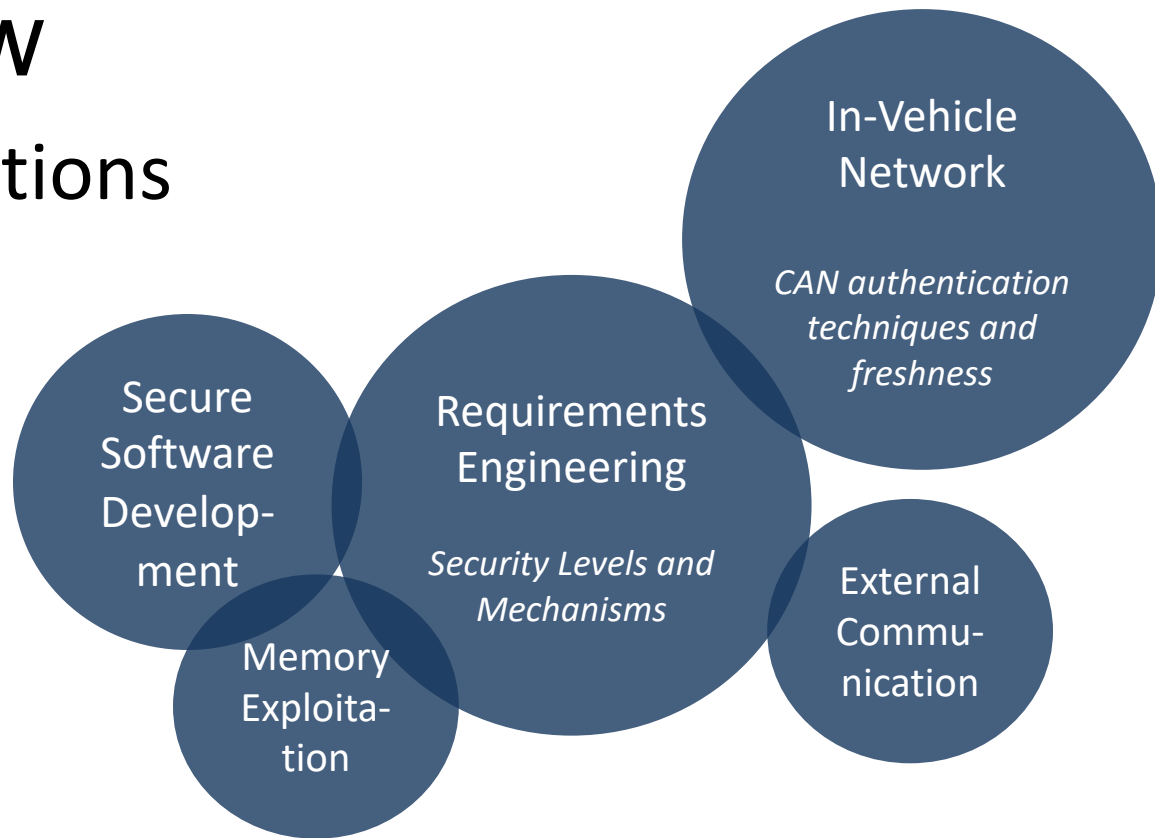 w
tions
In-Vehicle
Network
CAN authentication
techniques and
freshness
Secure
Software
Develop-
ment
Requirements
Engineering
Security Levels and
Mechanisms
Memory
Exploita-
tion
External
Commu-
nication